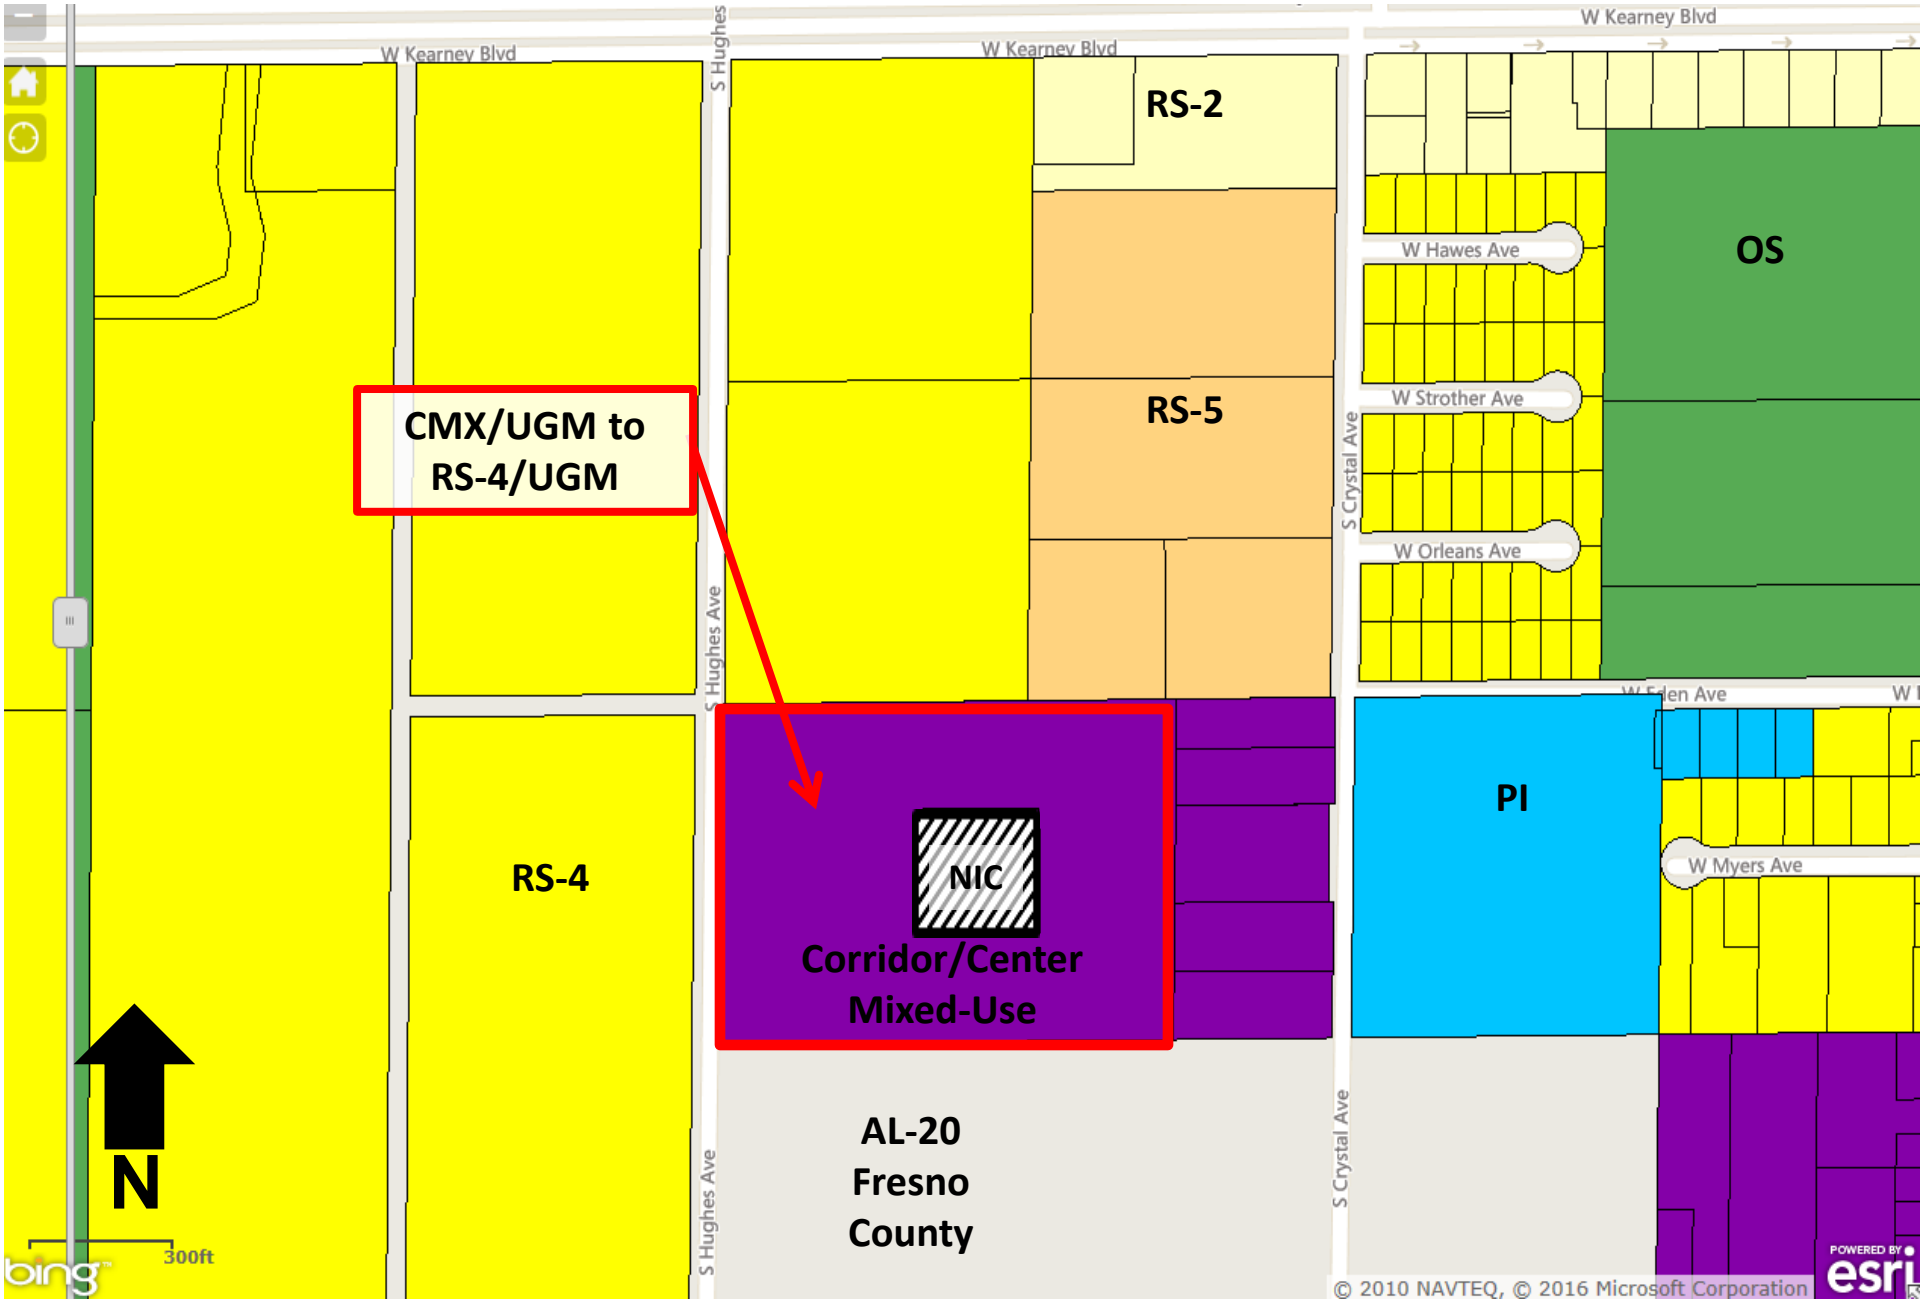 W Kearney Blvd
W Kearney Blvd
W Kearney Blvd
S Hughes
RS-2
W Hawes Ave
OS
CMX/UGM to
RS-4/UGM
RS-5
W Strother Ave
S Crystal Ave
W Orleans Ave
S Hughes Ave
W Eden Ave
W
PI
NIC
RS-4
W Myers Ave
Corridor/Center
Mixed-Use
AL-20
Fresno
County
N
S Hughes Ave
S Crystal Ave
300ft
bing
POWERED BY
esri
© 2010 NAVTEQ, © 2016 Microsoft Corporation